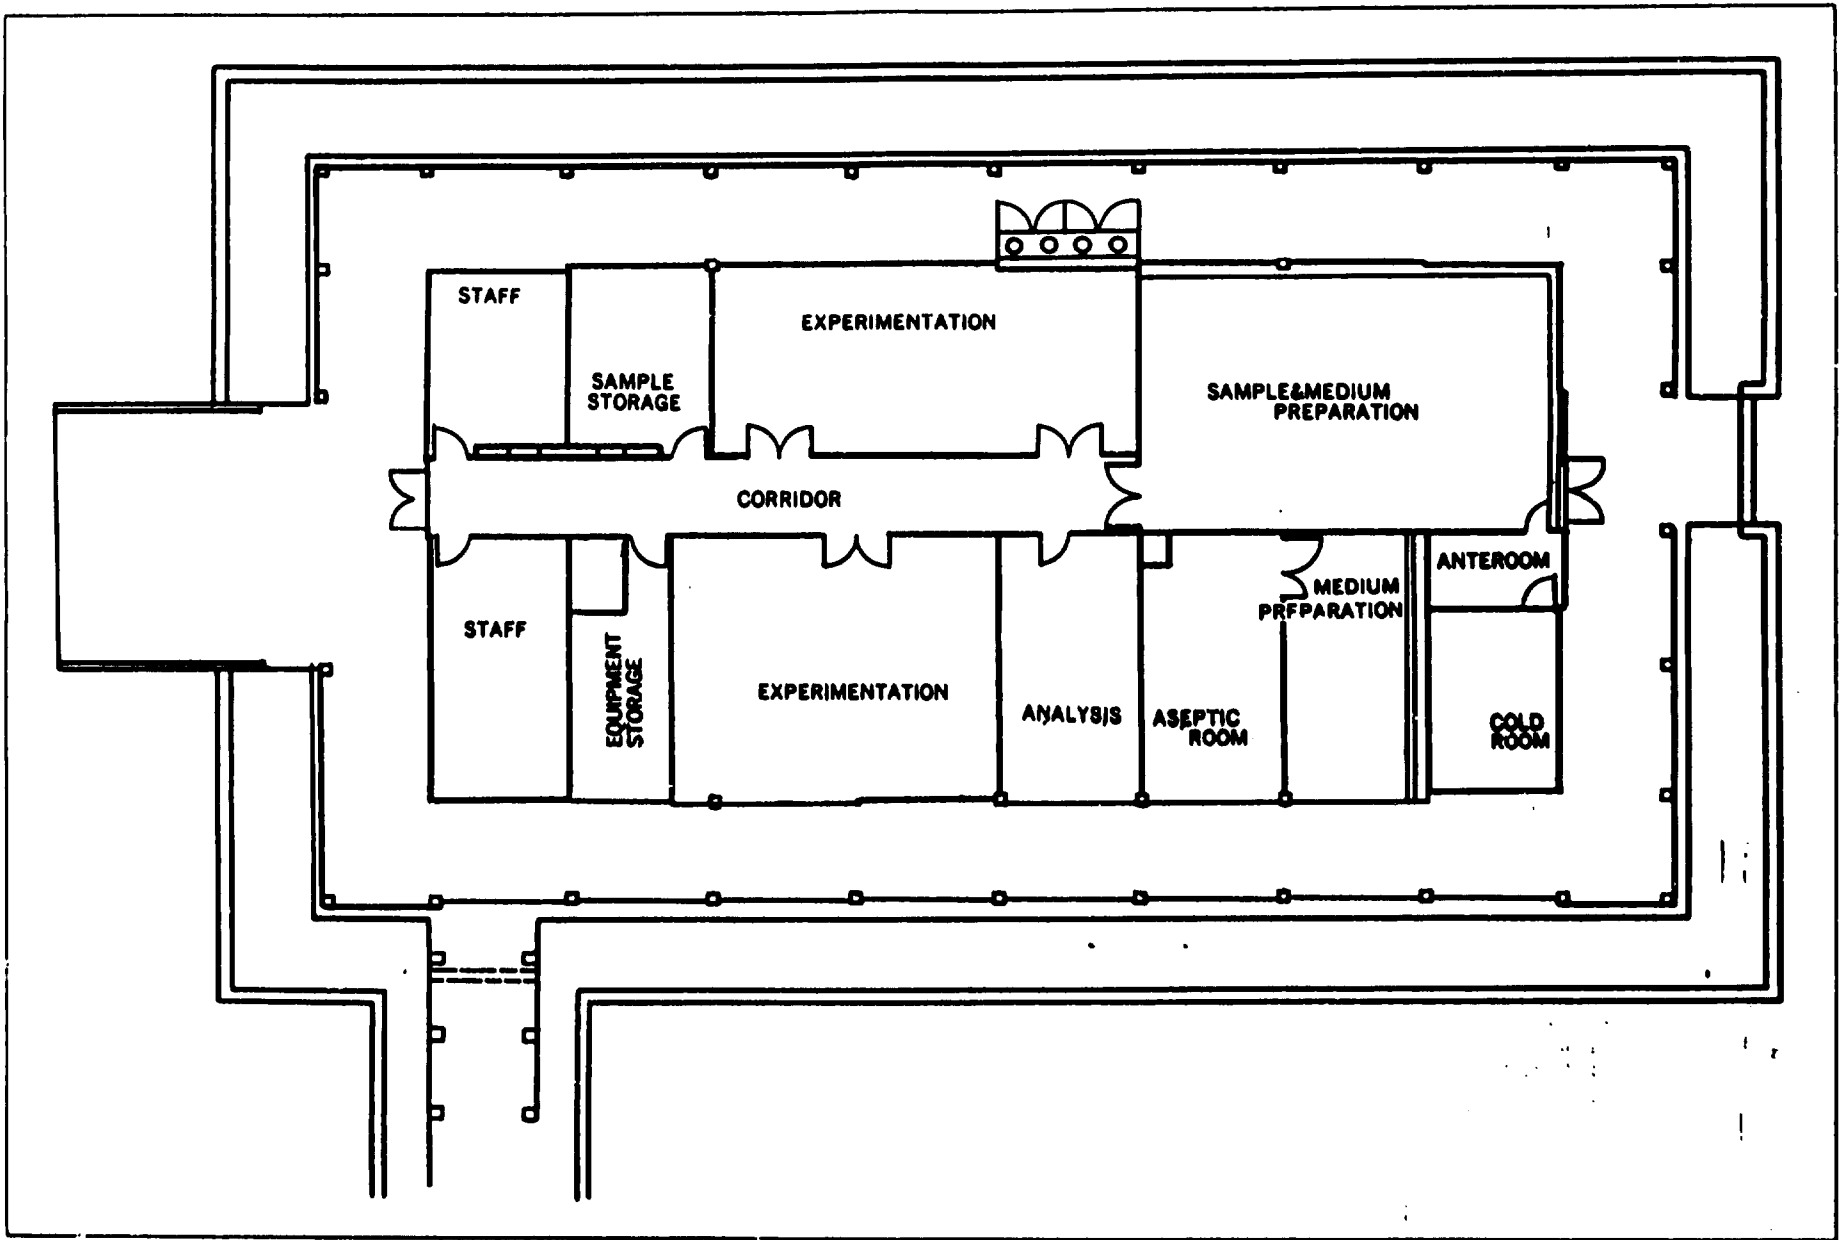 STAFF
EXPERIMENTATION
SAMPLE
STORAGE
SAMPLE&MEDIUM
PREPARATION
CORRIDOR
ANTEROOM
MEDIUM
PREPARATION
STAFF
EQUIPMENT
STORAGE
EXPERIMENTATION
ANALYSIS
ASEPTIC
ROOM
COLD
ROOM